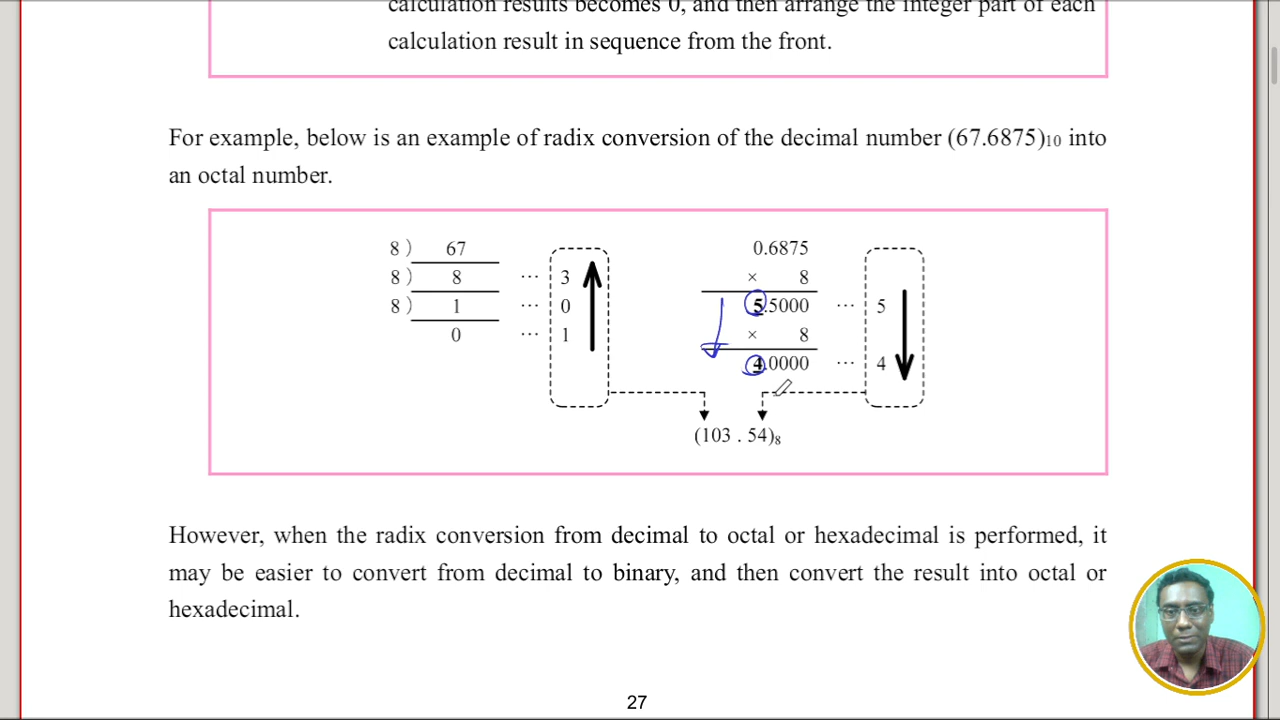 calculation results becomes 0, and then arrange the integer part of each
calculation result in sequence from the front.
For example, below is an example of radix conversion of the decimal number (67.6875)10 into
an octal number.
8 ) 67
8 ) 8 ··· 3
8 ) 1 ··· 0
0 ··· 1
0.6875
× 8
5.5000 ··· 5
× 8
4.0000 ··· 4
(103 . 54)8
However, when the radix conversion from decimal to octal or hexadecimal is performed, it
may be easier to convert from decimal to binary, and then convert the result into octal or
hexadecimal.
27